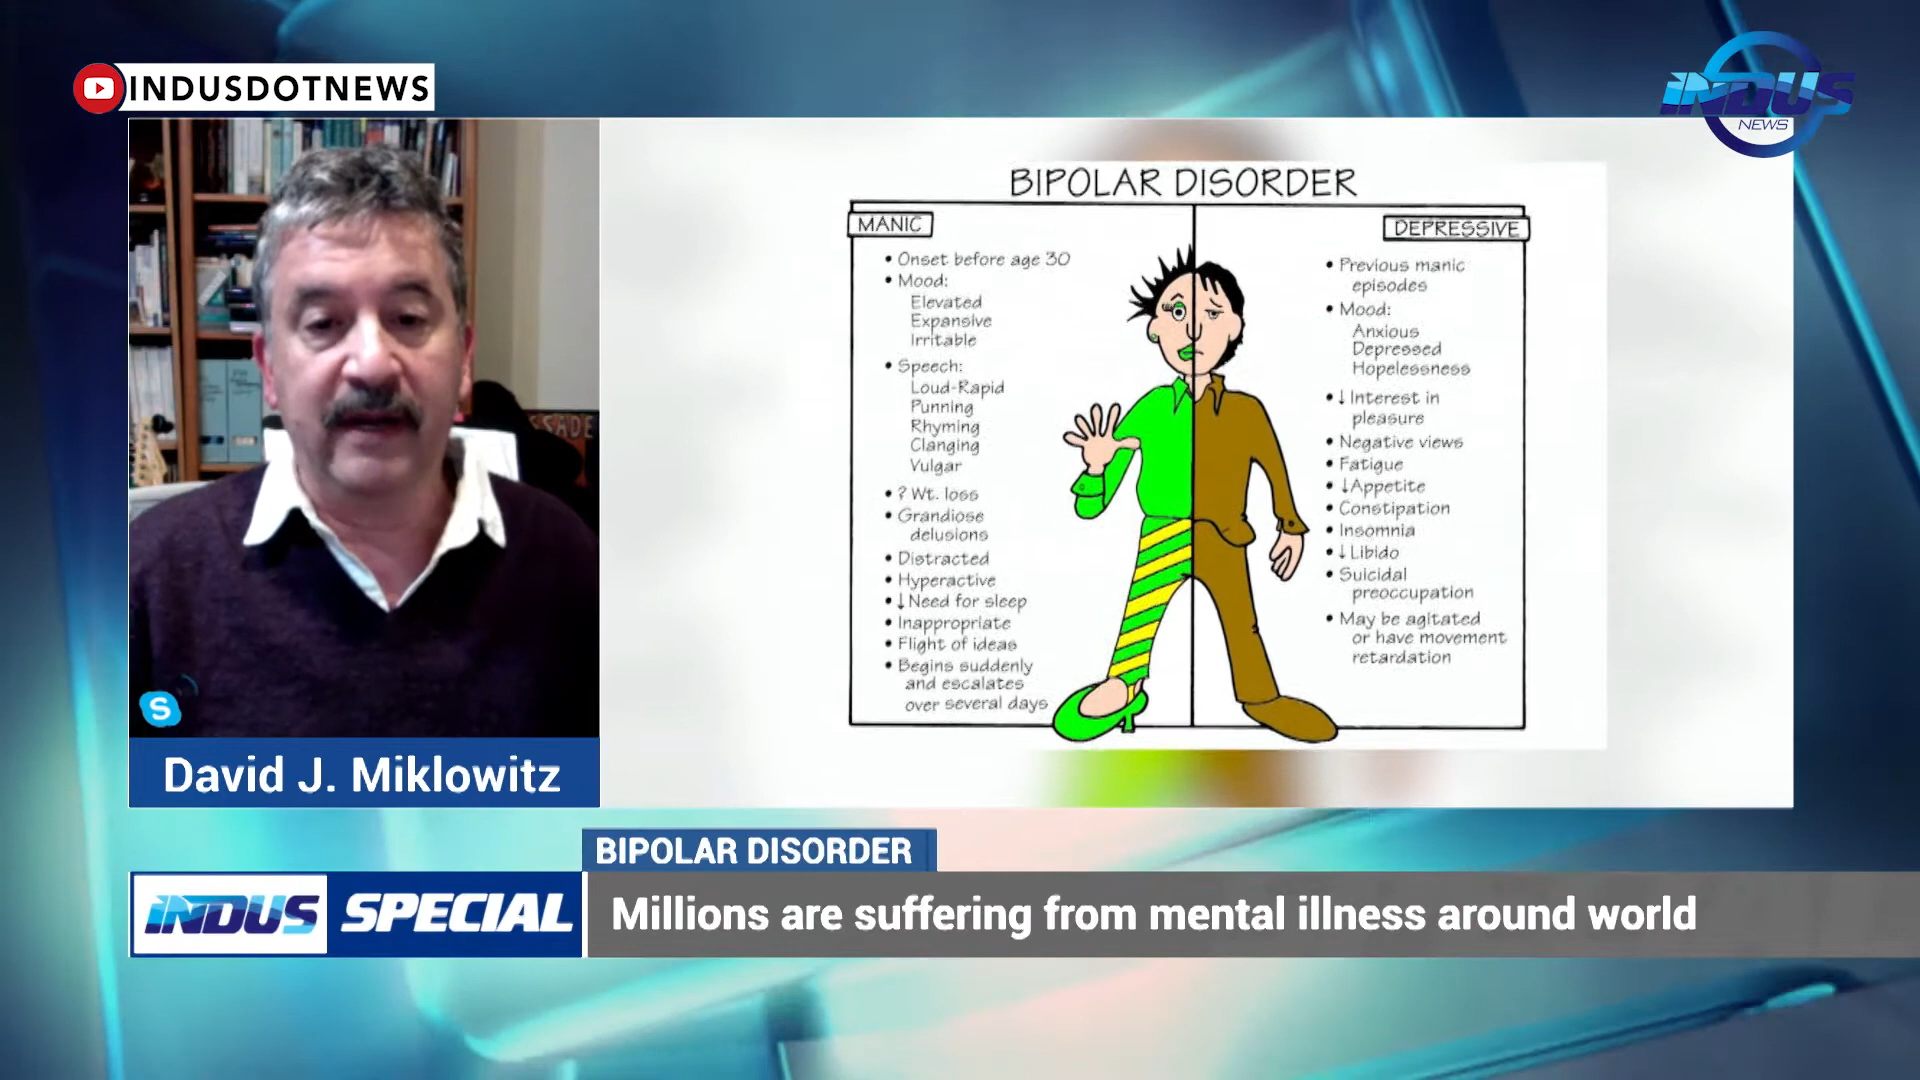 INDUSDOTNEWS
INDUS
NEWS
SSADE
BIPOLAR DISORDER
MANIC
• Onset before age 30
• Mood:
Elevated
Expansive
Irritable
• Speech:
Loud-Rapid
Punning
Rhyming
Clanging
Vulgar
• ? Wt. loss
• Grandiose
delusions
• Distracted
• Hyperactive
• ↓Need for sleep
• Inappropriate
• Flight of ideas
• Begins suddenly
and escalates
over several days
DEPRESSIVE
• Previous manic
episodes
• Mood:
Anxious
Depressed
Hopelessness
• ↓Interest in
pleasure
• Negative views
• Fatigue
• ↓Appetite
• Constipation
• Insomnia
• ↓Libido
• Suicidal
preoccupation
• May be agitated
or have movement
retardation
S
David J. Miklowitz
BIPOLAR DISORDER
INDUS SPECIAL
Millions are suffering from mental illness around world